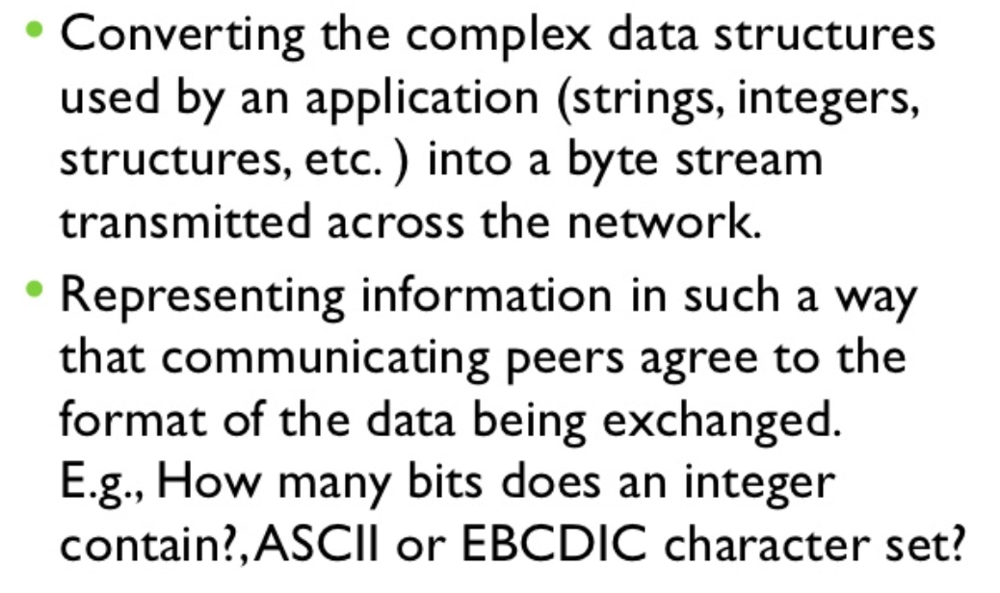 • Converting the complex data structures
used by an application (strings, integers,
structures, etc. ) into a byte stream
transmitted across the network.
• Representing information in such a way
that communicating peers agree to the
format of the data being exchanged.
E.g., How many bits does an integer
contain?, ASCII or EBCDIC character set?